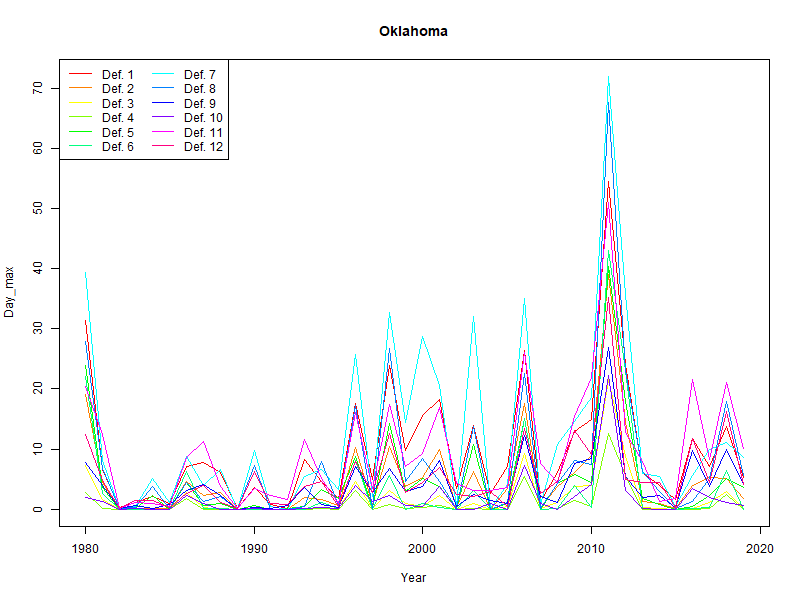 Oklahoma
Def. 1 Def. 7
Def. 2 Def. 8
Def. 3 Def. 9
Def. 4 Def. 10
Def. 5 Def. 11
Def. 6 Def. 12
70
60
50
40
30
20
10
0
Day_max
1980 1990 2000 2010 2020
Year